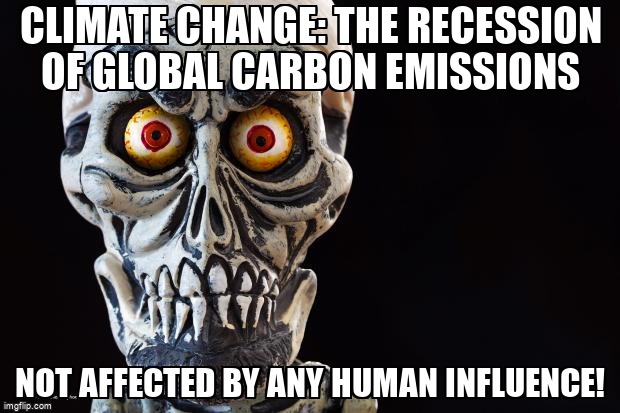 CLIMATE CHANGE: THE RECESSION
OF GLOBAL CARBON EMISSIONS
NOT AFFECTED BY ANY HUMAN INFLUENCE!
imgflip.com